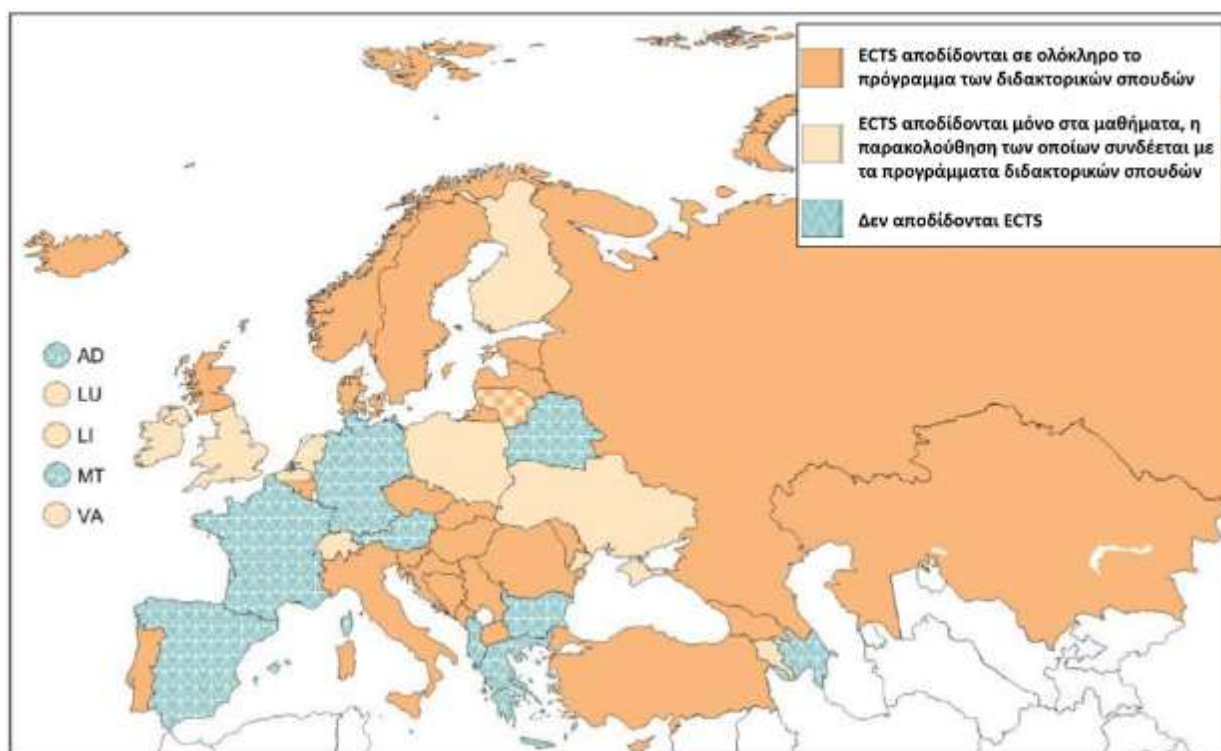 ECTS αποδίδονται σε ολόκληρο το
πρόγραμμα των διδακτορικών σπουδών
ECTS αποδίδονται μόνο στα μαθήματα, η
παρακολούθηση των οποίων συνδέεται με
τα προγράμματα διδακτορικών σπουδών
Δεν αποδίδονται ECTS
AD
LU
LI
MT
VA